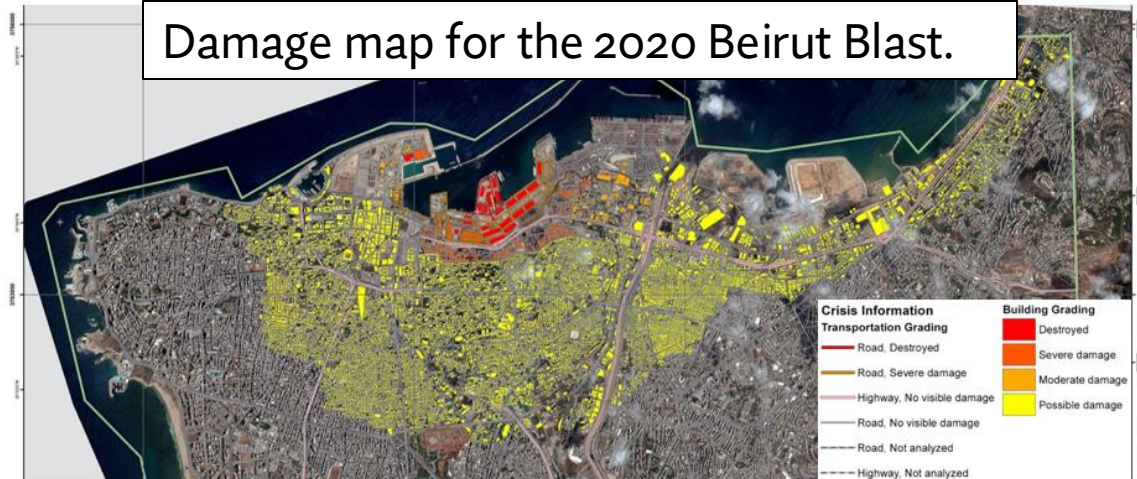 Damage map for the 2020 Beirut Blast.
Crisis Information
Transportation Grading
Road, Destroyed
Road, Severe damage
Highway, No visible damage
Road, No visible damage
Road, Not analyzed
Highway, Not analyzed
Building Grading
Destroyed
Severe damage
Moderate damage
Possible damage